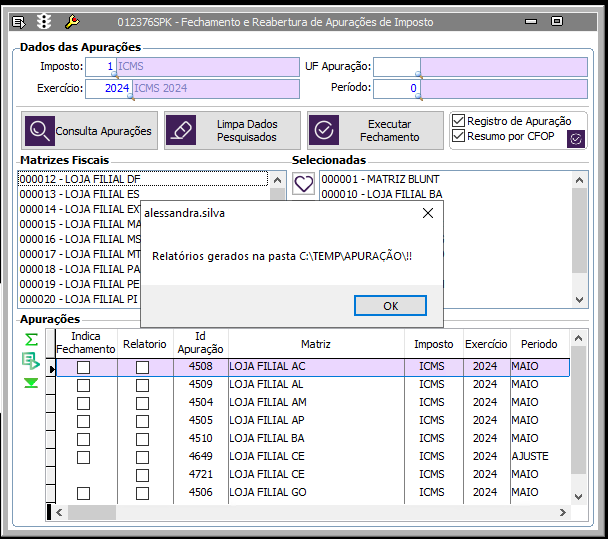 012376SPK - Fechamento e Reabertura de Apurações de Imposto
Dados das Apurações
Imposto: 1 ICMS UF Apuração:
Exercício: 2024 ICMS 2024 Período: 0
Consulta Apurações
Limpa Dados
Pesquisados
Executar
Fechamento
Registro de Apuração
Resumo por CFOP
Matrizes Fiscais
000012 - LOJA FILIAL DF
000013 - LOJA FILIAL ES
000014 - LOJA FILIAL EX
000015 - LOJA FILIAL MA
000016 - LOJA FILIAL MS
000017 - LOJA FILIAL MT
000018 - LOJA FILIAL PA
000019 - LOJA FILIAL PE
000020 - LOJA FILIAL PI
Selecionadas
000001 - MATRIZ BLUNT
000010 - LOJA FILIAL BA
alessandra.silva
Relatórios gerados na pasta C:\TEMP\APURAÇÃO\!!
OK
Apurações
Indica Fechamento Relatorio Id Apuração Matriz Imposto Exercício Periodo
4508 LOJA FILIAL AC ICMS 2024 MAIO
4509 LOJA FILIAL AL ICMS 2024 MAIO
4504 LOJA FILIAL AM ICMS 2024 MAIO
4505 LOJA FILIAL AP ICMS 2024 MAIO
4510 LOJA FILIAL BA ICMS 2024 MAIO
4649 LOJA FILIAL CE ICMS 2024 AJUSTE
4721 LOJA FILIAL CE ICMS 2024 MAIO
4506 LOJA FILIAL GO ICMS 2024 MAIO